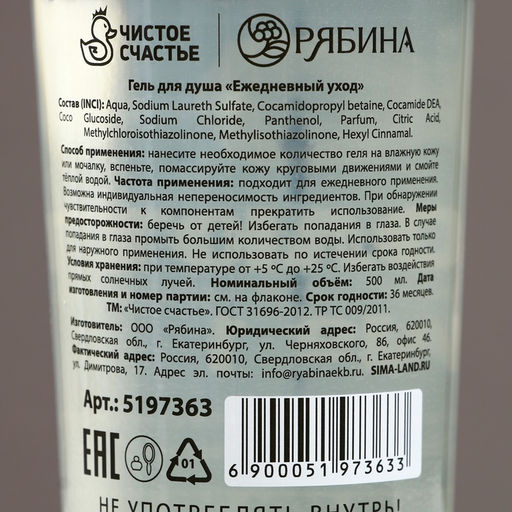 ЧИСТОЕ СЧАСТЬЕ
РЯБИНА
Гель для душа «Ежедневный уход»
Состав (INCI): Aqua, Sodium Laureth Sulfate, Cocamidopropyl betaine, Cocamide DEA,
Coco Glucoside, Sodium Chloride, Panthenol, Parfum, Citric Acid,
Methylchloroisothiazolinone, Methylisothiazolinone, Hexyl Cinnamal.
Способ применения: нанесите необходимое количество геля на влажную кожу
или мочалку, вспеньте, помассируйте кожу круговыми движениями и смойте
тёплой водой. Частота применения: подходит для ежедневного применения.
Возможна индивидуальная непереносимость ингредиентов. При обнаружении
чувствительности к компонентам прекратить использование. Меры
предосторожности: беречь от детей! Избегать попадания в глаза. В случае
попадания в глаза промыть большим количеством воды. Использовать только
для наружного применения. Не использовать по истечении срока годности.
Условия хранения: при температуре от +5 ºС до +25 ºС. Избегать воздействия
прямых солнечных лучей. Номинальный объём: 500 мл. Дата
изготовления и номер партии: см. на флаконе. Срок годности: 36 месяцев.
ТМ: «Чистое счастье». ГОСТ 31696-2012. ТР ТС 009/2011.
Изготовитель: ООО «Рябина». Юридический адрес: Россия, 620010,
Свердловская обл., г. Екатеринбург, ул. Черняховского, 86, офис 46.
Фактический адрес: Россия, 620010, Свердловская обл., г. Екатеринбург,
ул. Димитрова, 17. Адрес эл. почты: info@ryabinaekb.ru SIMA-LAND.RU
Арт.: 5197363
EAC
01
6 900051 973633
НЕ УПОТРЕБЛЯТЬ ВНУТРЬ!